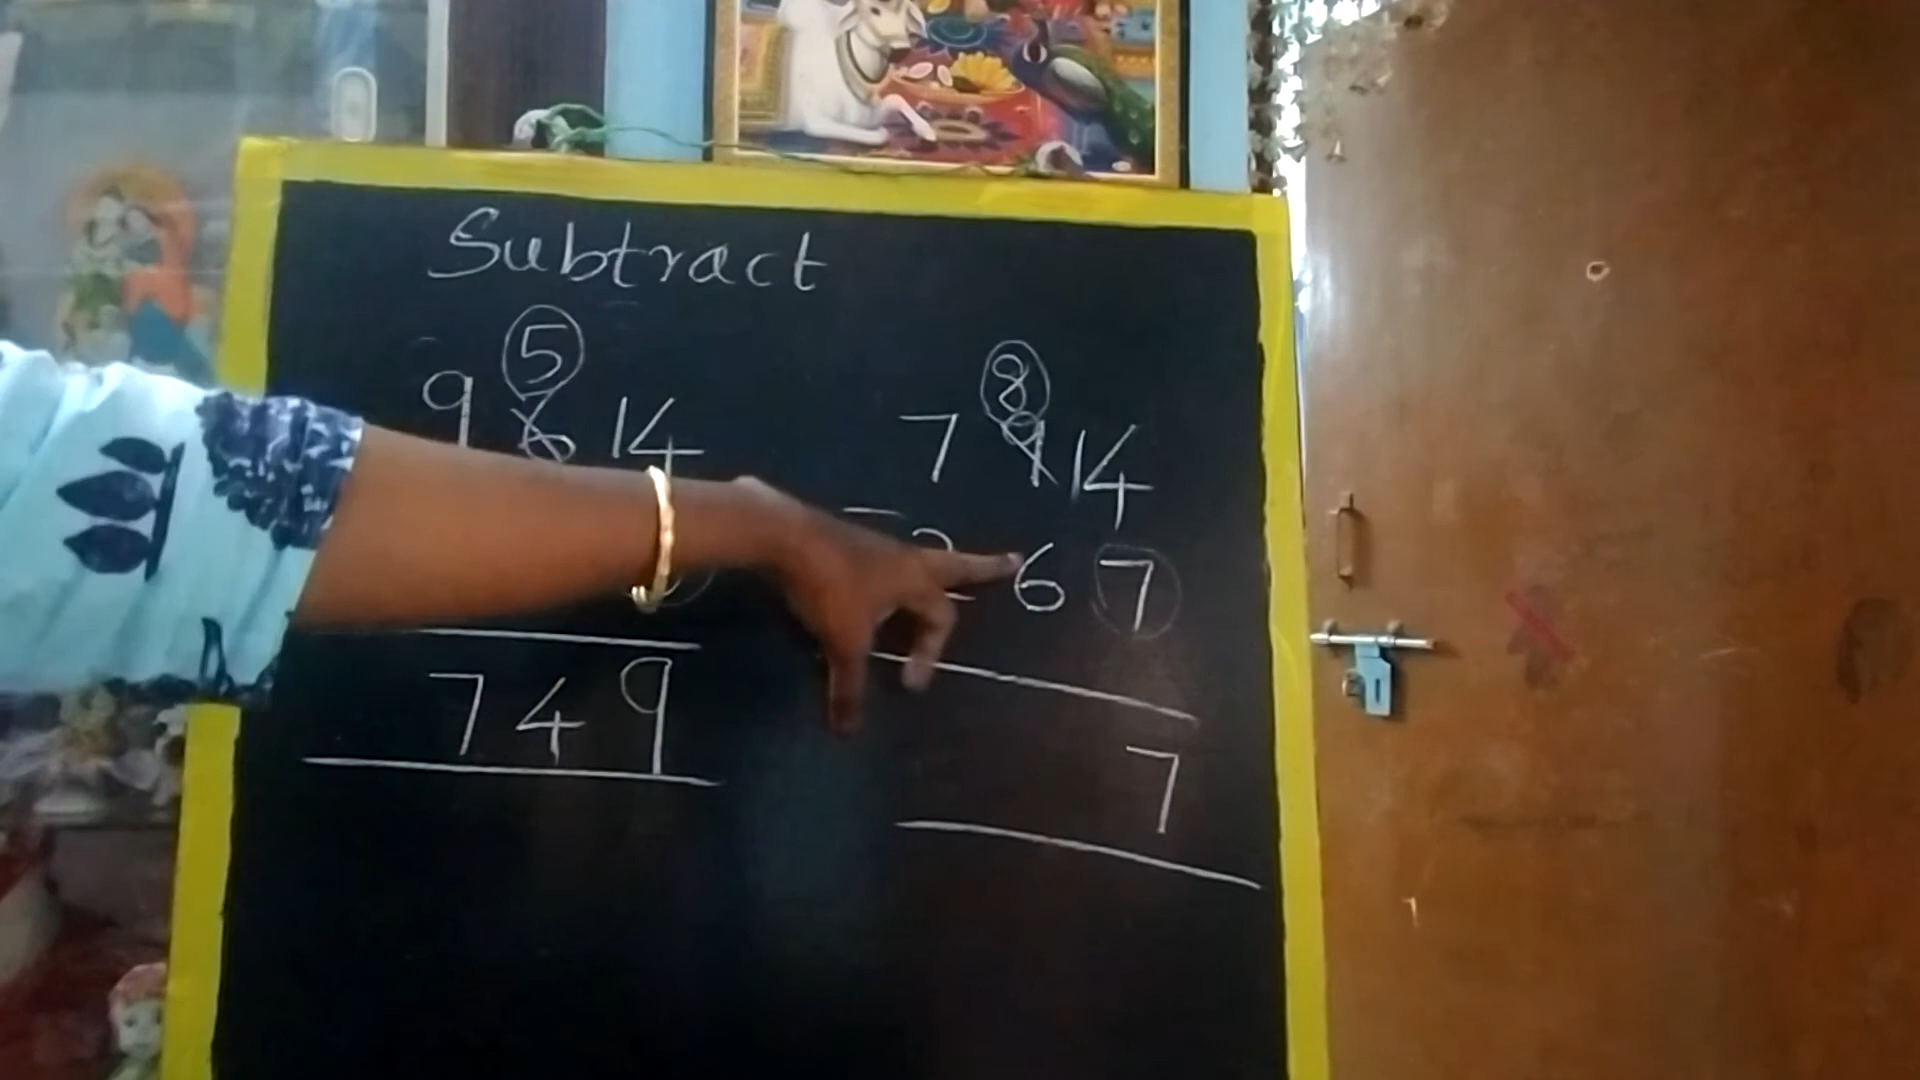 Subtract
5 8
9 6 14 7 9 14
- 6 7
7 4 9 7